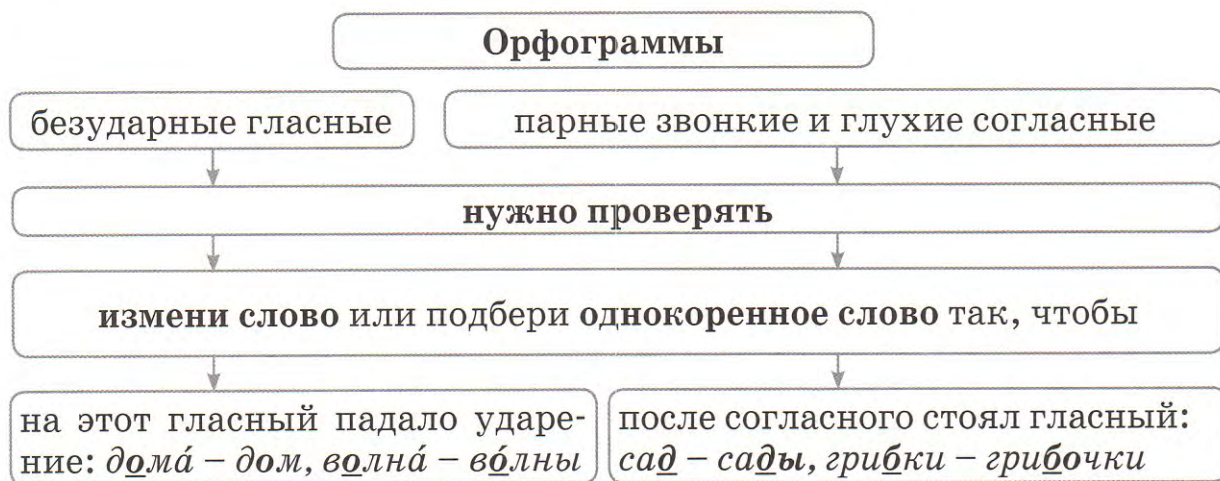 Орфограммы
безударные гласные
парные звонкие и глухие согласные
нужно проверять
измени слово или подбери однокоренное слово так, чтобы
на этот гласный падало ударе-
ние: дома́ – дом, волна́ – во́лны
после согласного стоял гласный:
сад – сады, грибки – грибочки